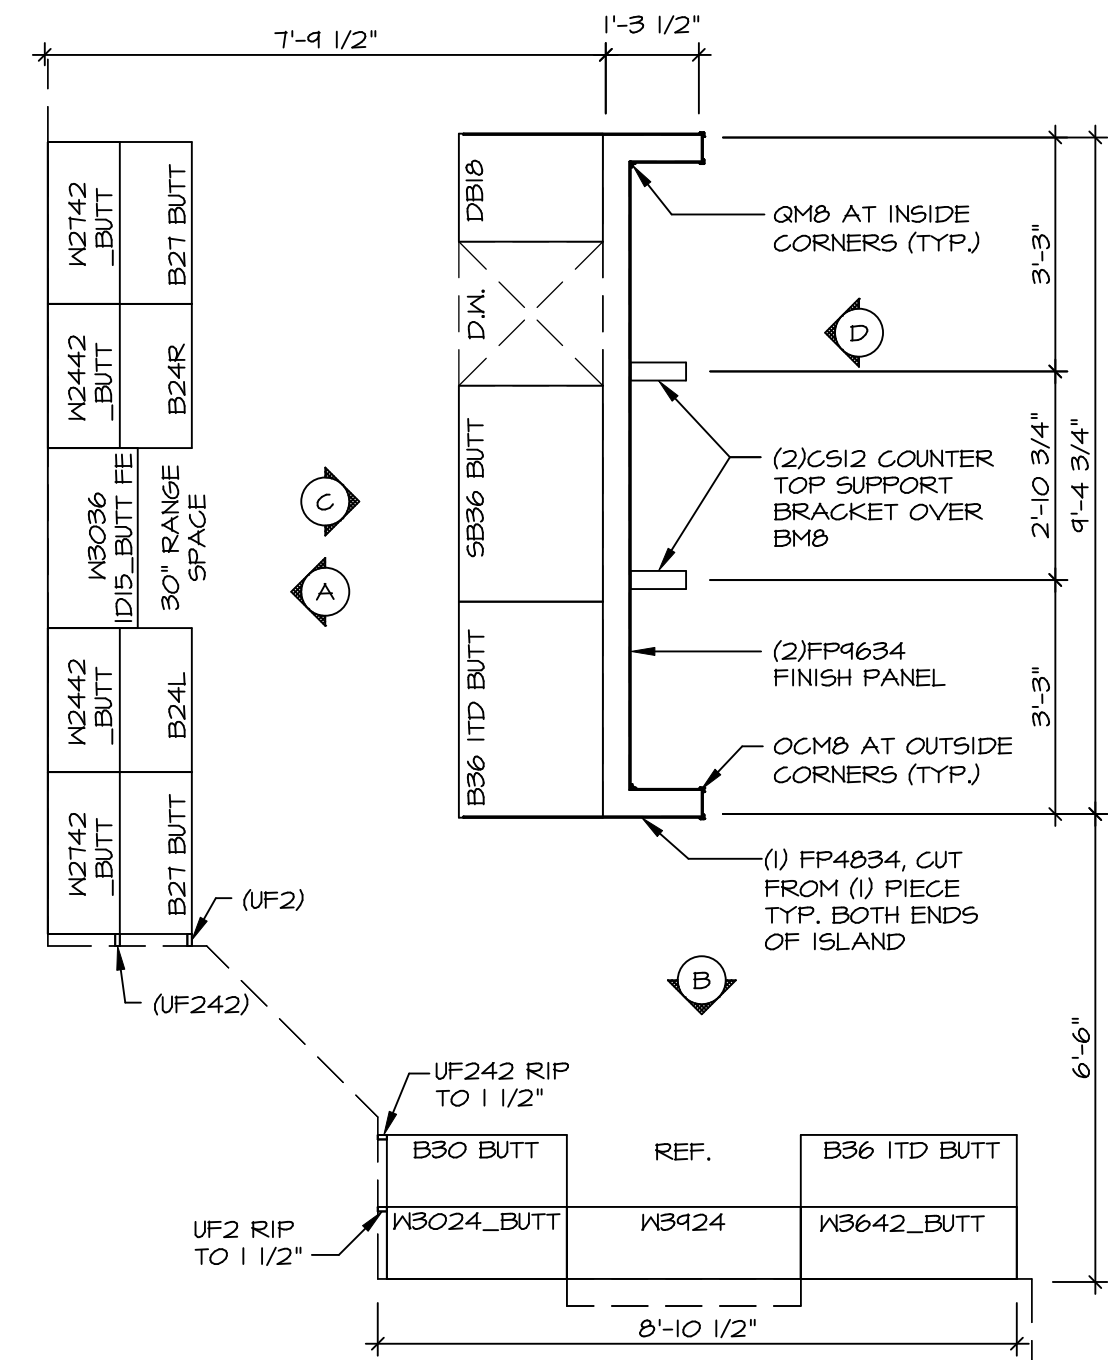 7'-9 1/2"
1'-3 1/2"
W2742
_BUTT
B27 BUTT
W2442
_BUTT
B24R
W3036
1D15_BUTT FE
30" RANGE
SPACE
W2442
_BUTT
B24L
W2742
_BUTT
B27 BUTT
(UF2)
(UF242)
C
A
DB18
D.W.
SB36 BUTT
B36 1TD BUTT
QM8 AT INSIDE
CORNERS (TYP.)
D
(2)CS12 COUNTER
TOP SUPPORT
BRACKET OVER
BM8
(2)FP9634
FINISH PANEL
OCM8 AT OUTSIDE
CORNERS (TYP.)
(1) FP4834, CUT
FROM (1) PIECE
TYP. BOTH ENDS
OF ISLAND
3'-3"
2'-10 3/4"
9'-4 3/4"
3'-3"
B
6'-6"
UF242 RIP
TO 1 1/2"
B30 BUTT
REF.
B36 1TD BUTT
UF2 RIP
TO 1 1/2"
W3024_BUTT
W3924
W3642_BUTT
8'-10 1/2"